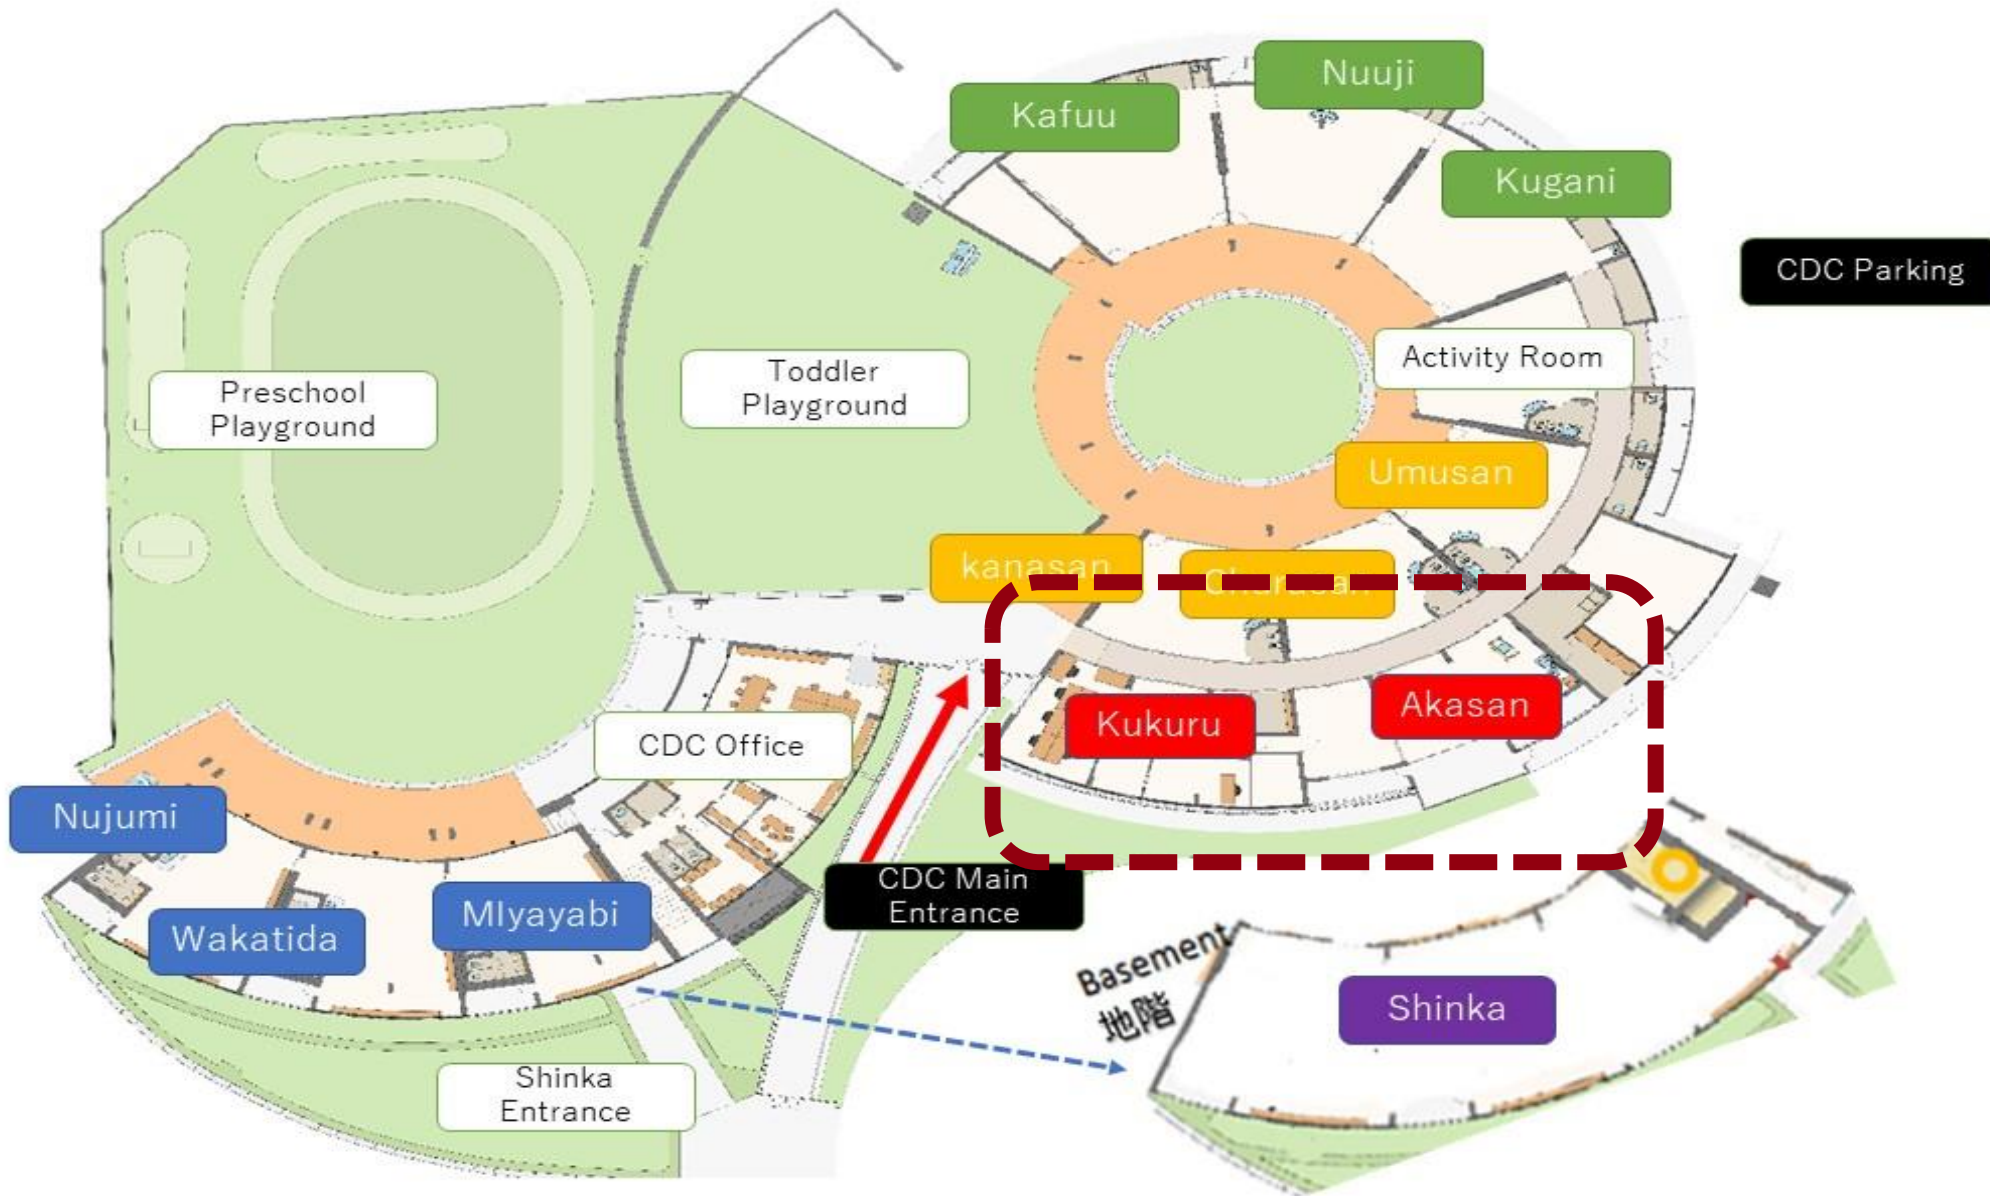 Nuuji
Kafuu
Kugani
CDC Parking
Activity Room
Toddler
Playground
Preschool
Playground
Umusan
kanasan
Churasan
Akasan
Kukuru
CDC Office
Nujumi
CDC Main
Entrance
MIyayabi
Wakatida
Basement
地階
Shinka
Shinka
Entrance